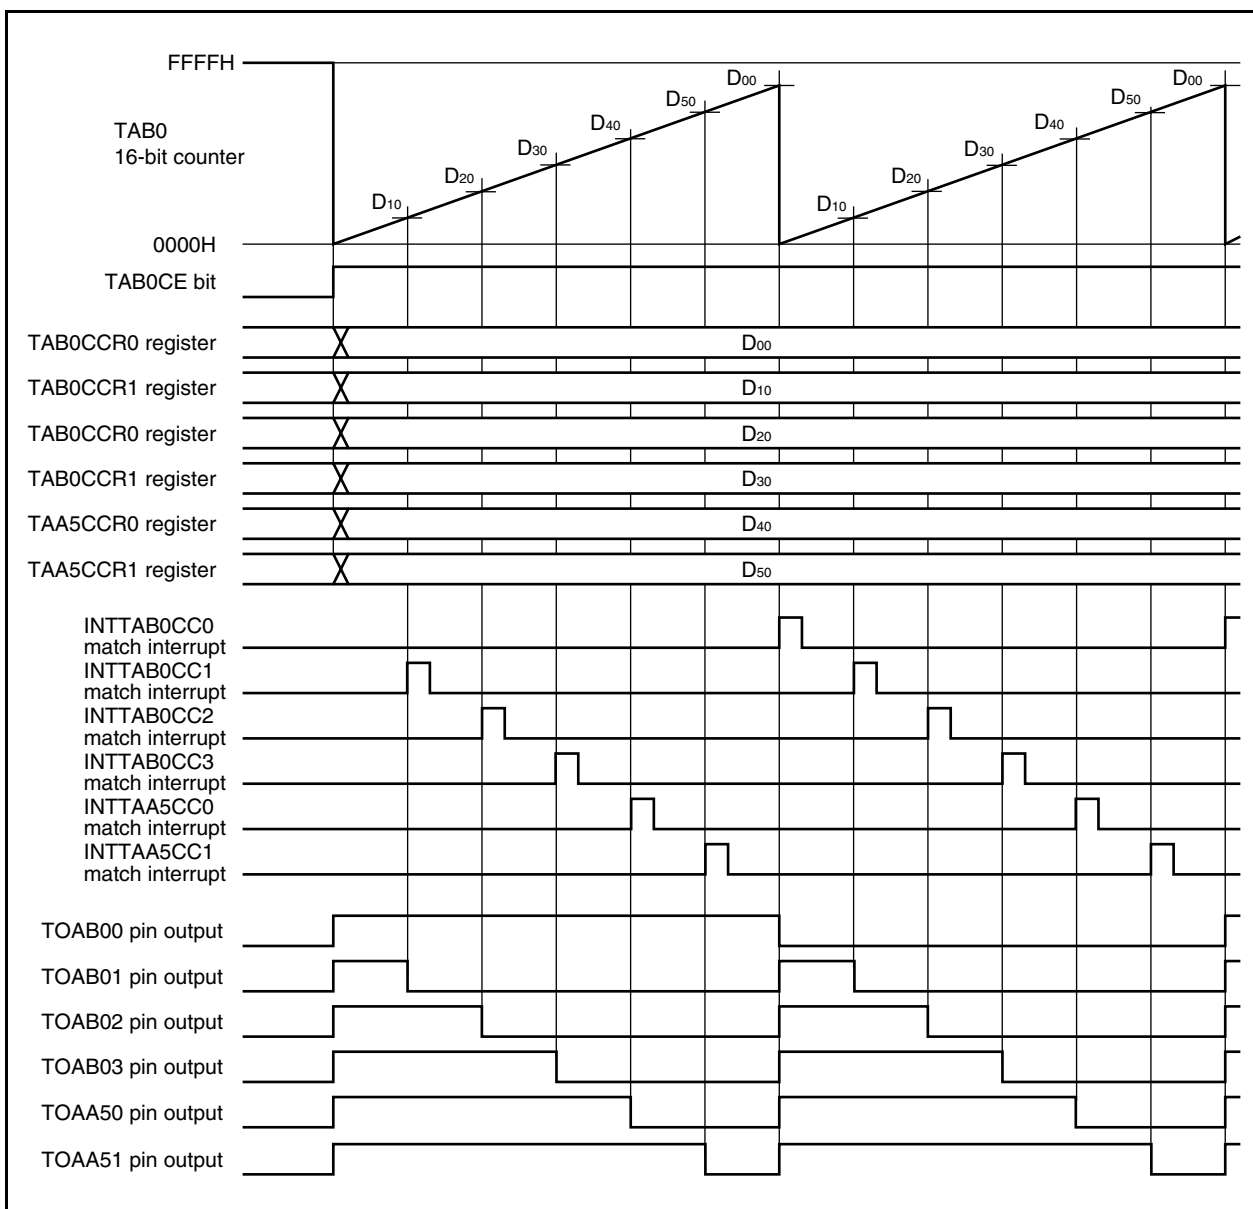 FFFFH
TAB0
16-bit counter
D10
D20
D30
D40
D50
D00
D10
D20
D30
D40
D50
D00
0000H
TAB0CE bit
TAB0CCR0 register
D00
TAB0CCR1 register
D10
TAB0CCR0 register
D20
TAB0CCR1 register
D30
TAA5CCR0 register
D40
TAA5CCR1 register
D50
INTTAB0CC0
match interrupt
INTTAB0CC1
match interrupt
INTTAB0CC2
match interrupt
INTTAB0CC3
match interrupt
INTTAA5CC0
match interrupt
INTTAA5CC1
match interrupt
TOAB00 pin output
TOAB01 pin output
TOAB02 pin output
TOAB03 pin output
TOAA50 pin output
TOAA51 pin output